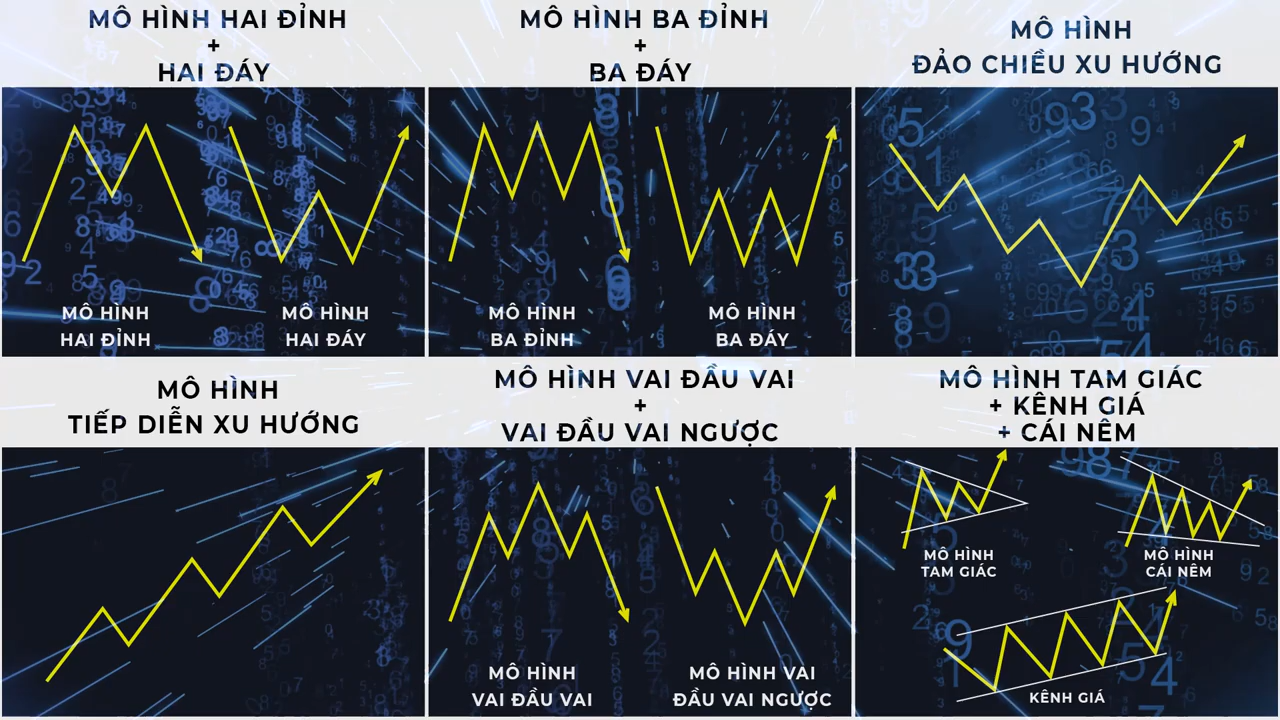 MÔ HÌNH HAI ĐỈNH
+
HAI ĐÁY
MÔ HÌNH
HAI ĐỈNH
MÔ HÌNH
HAI ĐÁY
MÔ HÌNH BA ĐỈNH
+
BA ĐÁY
MÔ HÌNH
BA ĐỈNH
MÔ HÌNH
BA ĐÁY
MÔ HÌNH
ĐẢO CHIỀU XU HƯỚNG
MÔ HÌNH
TIẾP DIỄN XU HƯỚNG
MÔ HÌNH VAI ĐẦU VAI
+
VAI ĐẦU VAI NGƯỢC
MÔ HÌNH
VAI ĐẦU VAI
MÔ HÌNH VAI
ĐẦU VAI NGƯỢC
MÔ HÌNH TAM GIÁC
+ KÊNH GIÁ
+ CÁI NÊM
MÔ HÌNH
TAM GIÁC
MÔ HÌNH
CÁI NÊM
KÊNH GIÁ